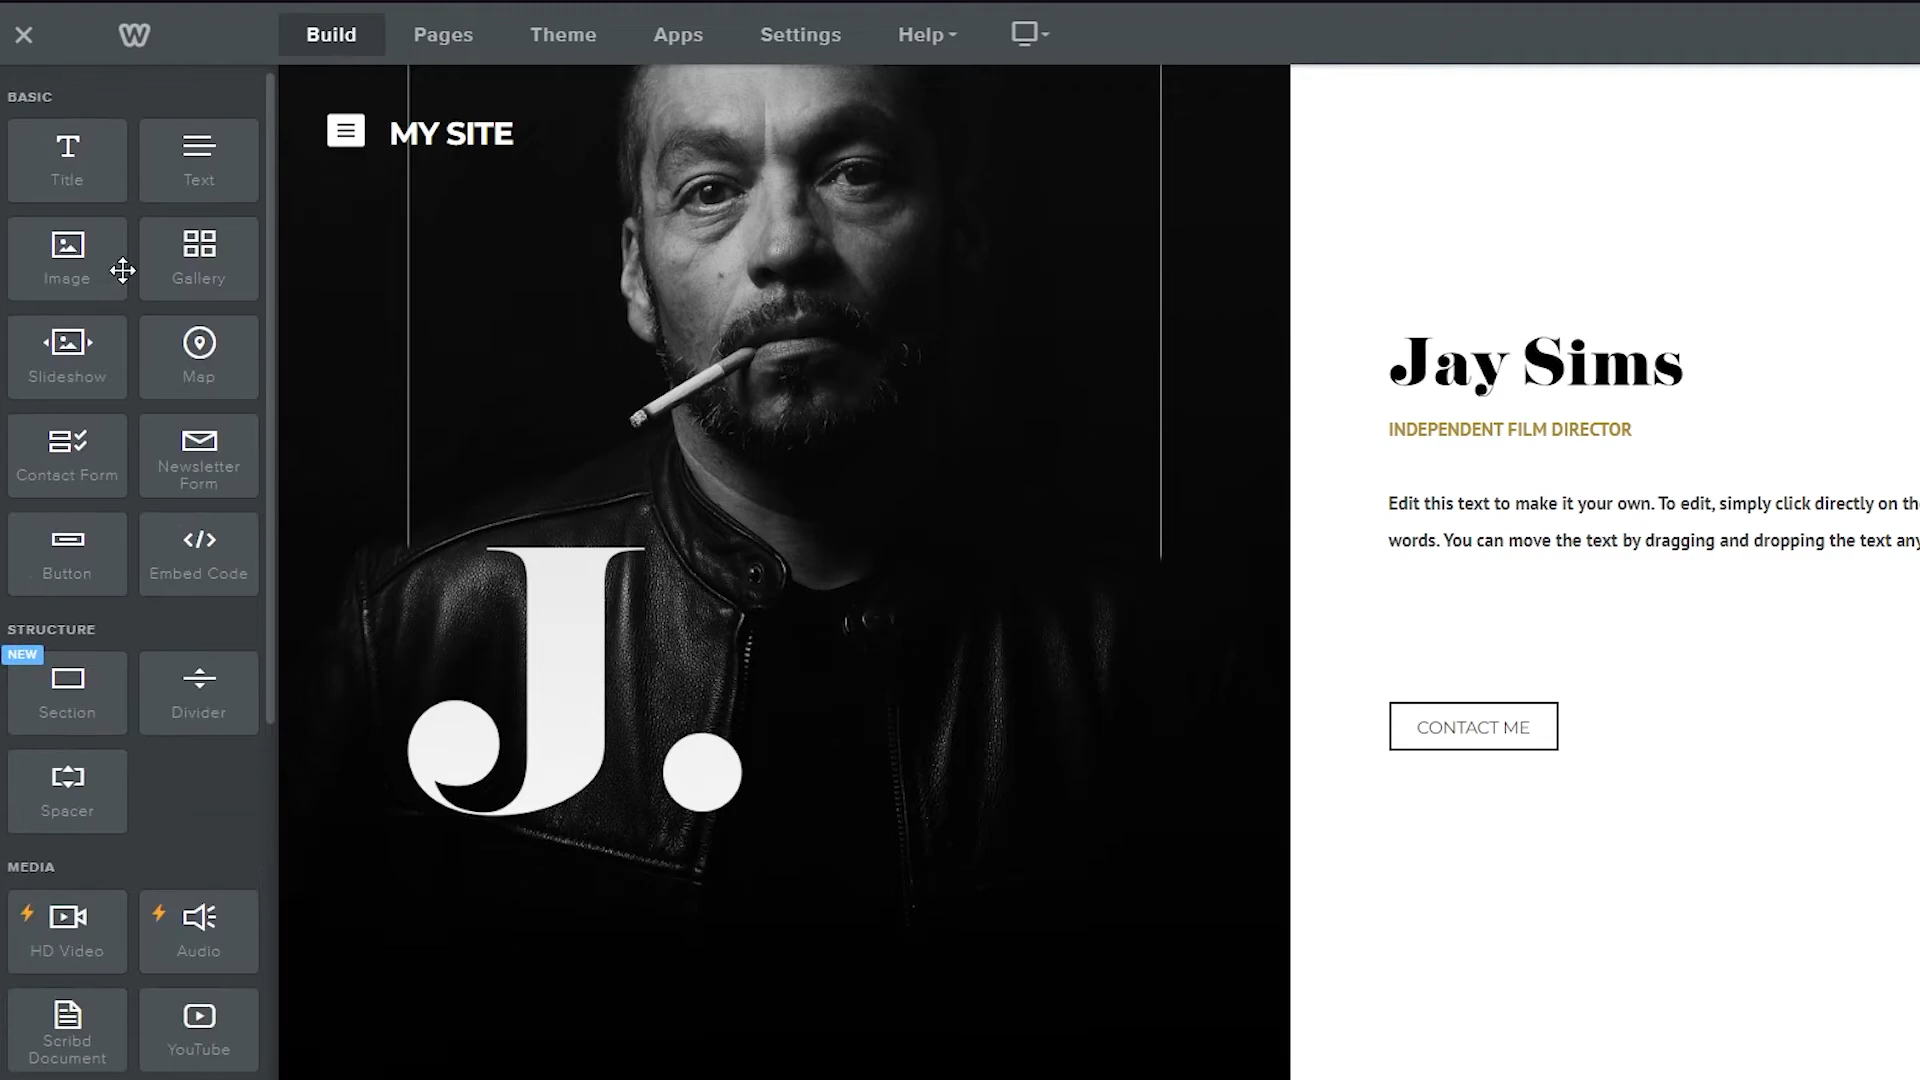 Build
Pages
Theme
Apps
Settings
Help
BASIC
Title
Text
Image
Gallery
Slideshow
Map
Contact Form
Newsletter
Form
Button
Embed Code
STRUCTURE
NEW
Section
Divider
Spacer
MEDIA
HD Video
Audio
Scribd
Document
YouTube
MY SITE
J.
Jay Sims
INDEPENDENT FILM DIRECTOR
Edit this text to make it your own. To edit, simply click directly on the
words. You can move the text by dragging and dropping the text any
CONTACT ME